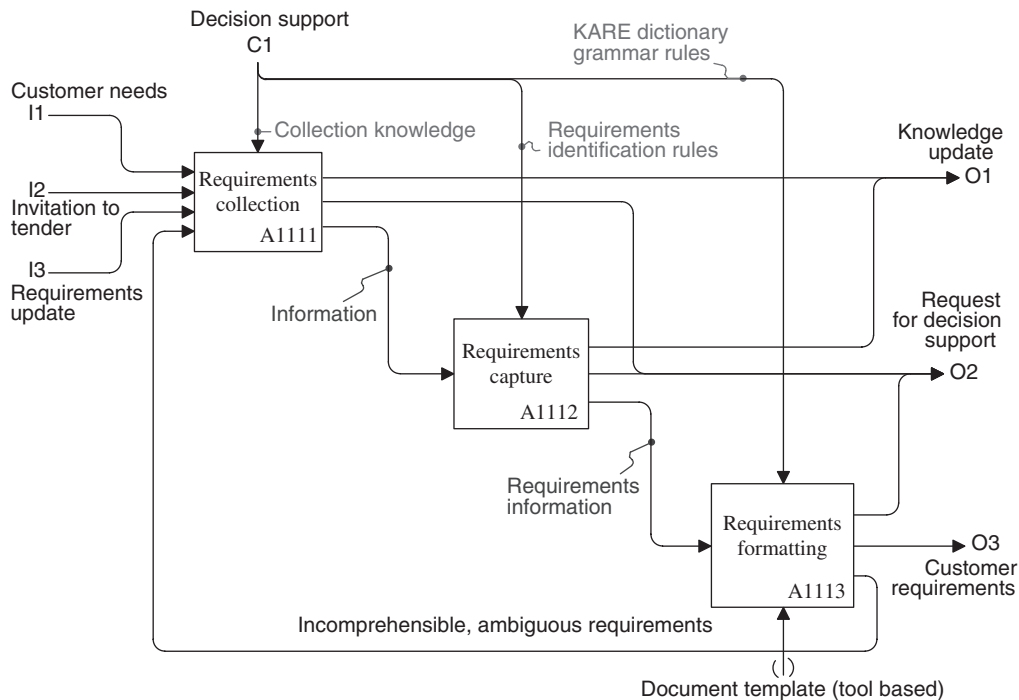 Decision support
C1
KARE dictionary
grammar rules
Customer needs
I1
Collection knowledge
Requirements
identification rules
Knowledge
update
O1
Requirements
collection
A1111
I2
Invitation to
tender
I3
Requirements
update
Information
Request
for decision
support
O2
Requirements
capture
A1112
Requirements
information
Requirements
formatting
A1113
O3
Customer
requirements
Incomprehensible, ambiguous requirements
Document template (tool based)